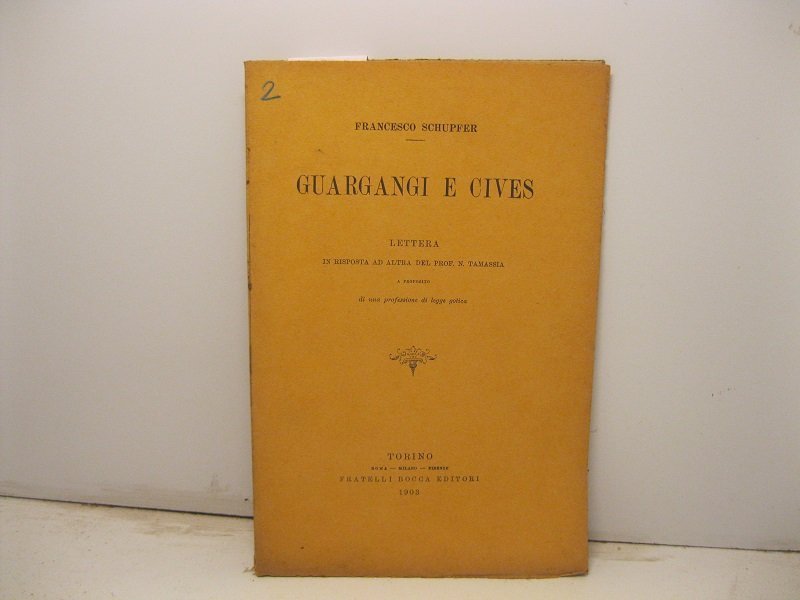 2
FRANCESCO SCHUPFER
GUARGANGI E CIVES
LETTERA
IN RISPOSTA AD ALTRA DEL PROF. N. TAMASSIA
A PROPOSITO
di una professione di legge gotica
TORINO
ROMA — MILANO — FIRENZE
FRATELLI BOCCA EDITORI
1903